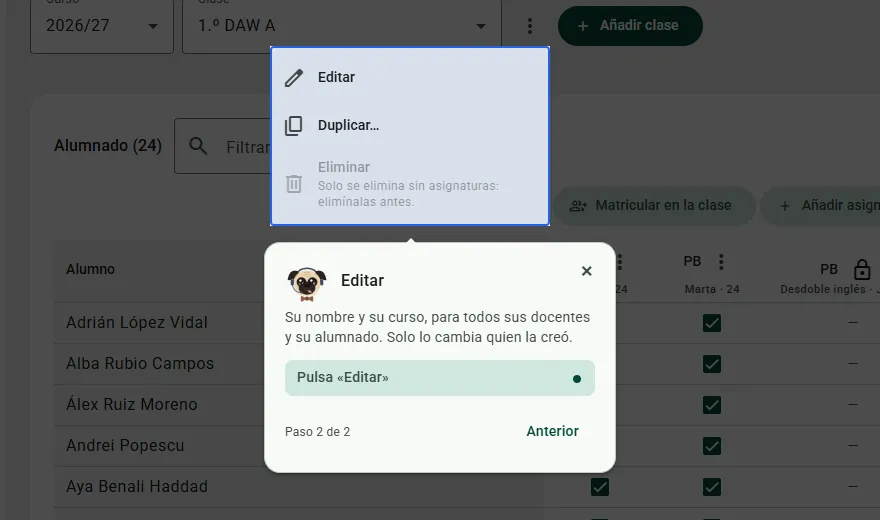 Curso
Clase
2026/27
1.º DAW A
Añadir clase
Editar
Duplicar…
Eliminar
Solo se elimina sin asignaturas:
elimínalas antes.
Alumnado (24)
Filtrar
Matricular en la clase
Añadir asign
Alumno
PB
PB
24
Marta · 24
Desdoble inglés ·
Editar
Su nombre y su curso, para todos sus docentes
y su alumnado. Solo lo cambia quien la creó.
Pulsa «Editar»
Paso 2 de 2
Anterior
Adrián López Vidal
Alba Rubio Campos
Álex Ruiz Moreno
Andrei Popescu
Aya Benali Haddad